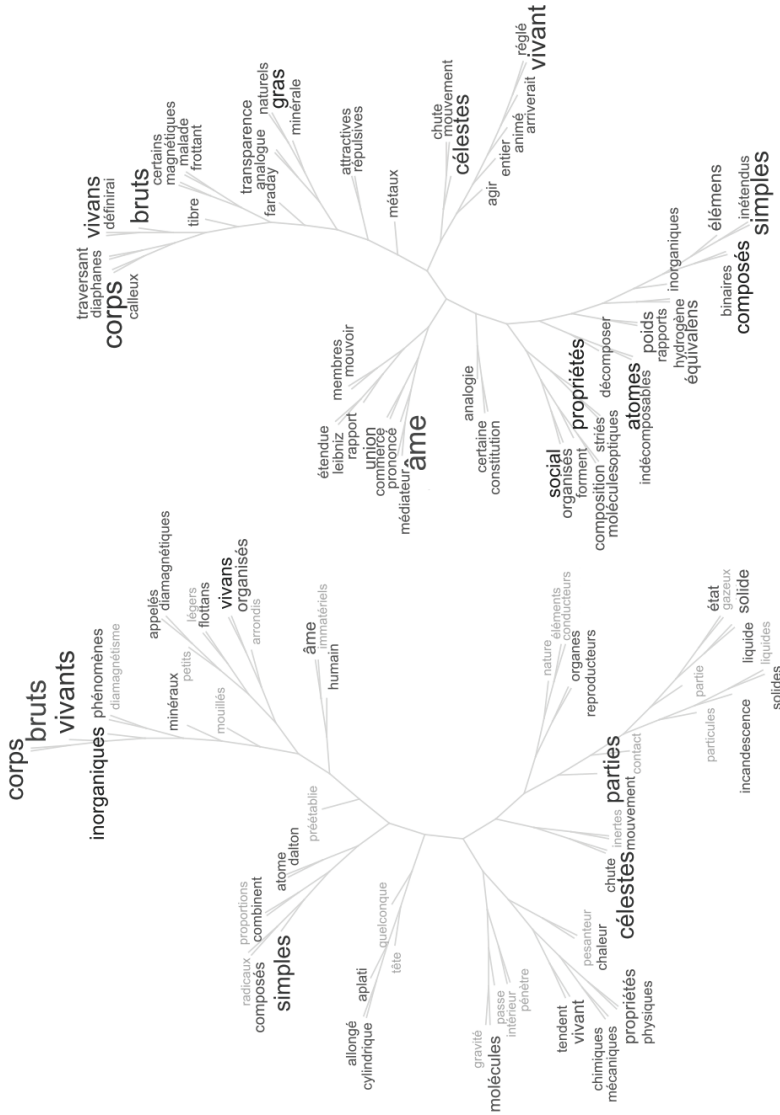 réglé
vivant
animé
arriverait
entier
agir
chute
mouvement
célestes
métaux
attractives
répulsives
naturels
gras
minérale
transparence
analogue
faraday
certains
magnétiques
malade
frottant
tibre
bruts
vivans
définirai
traversant
diaphanes
corps
calleux
membres
mouvoir
étendue
leibniz
rapport
union
commerce
prononcé
médiateur
âme
analogie
certaine
constitution
propriétés
social
organisés
forment
striés
optiques
composition
molécules
décomposer
atomes
indécomposables
poids
rapports
hydrogène
équivalens
inorganiques
élémens
inétendus
simples
binaires
composés
corps
bruts
vivants
phénomènes
diamagnétisme
inorganiques
minéraux
mouillés
petits
appelés
diamagnétiques
légers
flottans
vivans
organisés
arrondis
âme
immatériels
humain
préétablie
atome
dalton
proportions
combinent
radicaux
composés
simples
quelconque
tête
aplati
allongé
cylindrique
gravité
molécules
passe
intérieur
pénètre
pesanteur
chaleur
tendent
vivant
chimiques
mécaniques
propriétés
physiques
inertes
chute
mouvement
célestes
nature
éléments
conducteurs
organes
reproducteurs
contact
parties
partie
état
gazeux
liquide
solide
liquides
solides
particules
incandescence